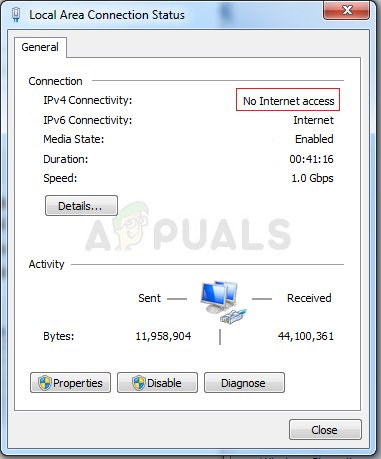 Local Area Connection Status
General
Connection
IPv4 Connectivity: No Internet access
IPv6 Connectivity: Internet
Media State: Enabled
Duration: 00:41:16
Speed: 1.0 Gbps
Details...
APPUALS
Activity
Sent Received
Bytes: 11,958,904 44,100,361
Properties Disable Diagnose
Close